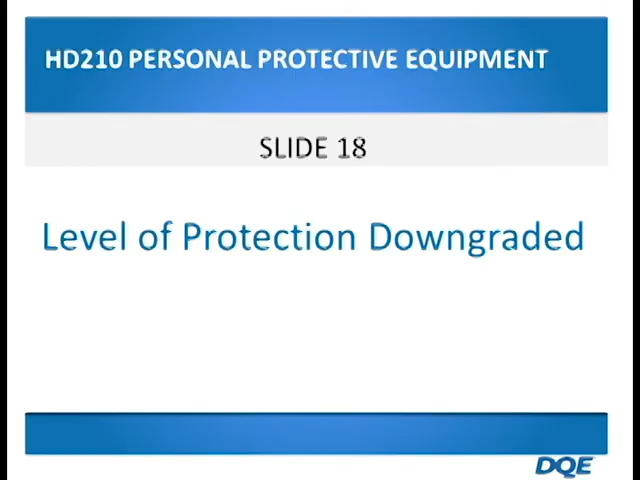 HD210 PERSONAL PROTECTIVE EQUIPMENT
SLIDE 18
Level of Protection Downgraded
DQE